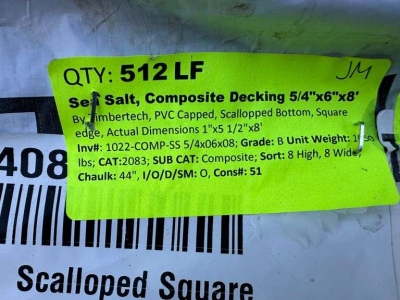 QTY: 512 LF
JM
Sea Salt, Composite Decking 5/4"x6"x8'
By Timbertech, PVC Capped, Scallopped Bottom, Square
edge, Actual Dimensions 1"x5 1/2"x8'
Inv#: 1022-COMP-SS 5/4x06x08; Grade: B Unit Weight:
lbs; CAT:2083; SUB CAT: Composite; Sort: 8 High, 8 Wide;
Chaulk: 44", I/O/D/SM: O, Cons#: 51
408
Scalloped Square